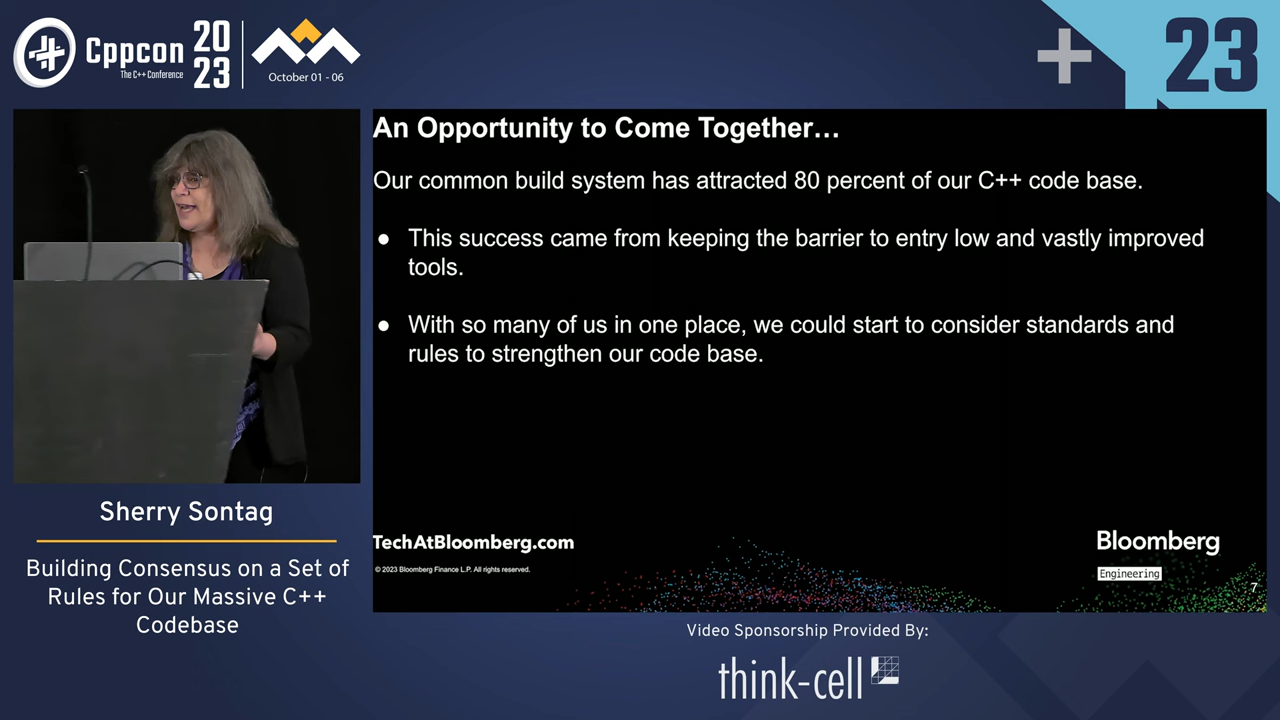 Cppcon
The C++ Conference
20
23
October 01 - 06
23
An Opportunity to Come Together…
Our common build system has attracted 80 percent of our C++ code base.
● This success came from keeping the barrier to entry low and vastly improved
tools.
● With so many of us in one place, we could start to consider standards and
rules to strengthen our code base.
TechAtBloomberg.com
© 2023 Bloomberg Finance L.P. All rights reserved.
Bloomberg
Engineering
7
Sherry Sontag
Building Consensus on a Set of
Rules for Our Massive C++
Codebase
Video Sponsorship Provided By:
think-cell